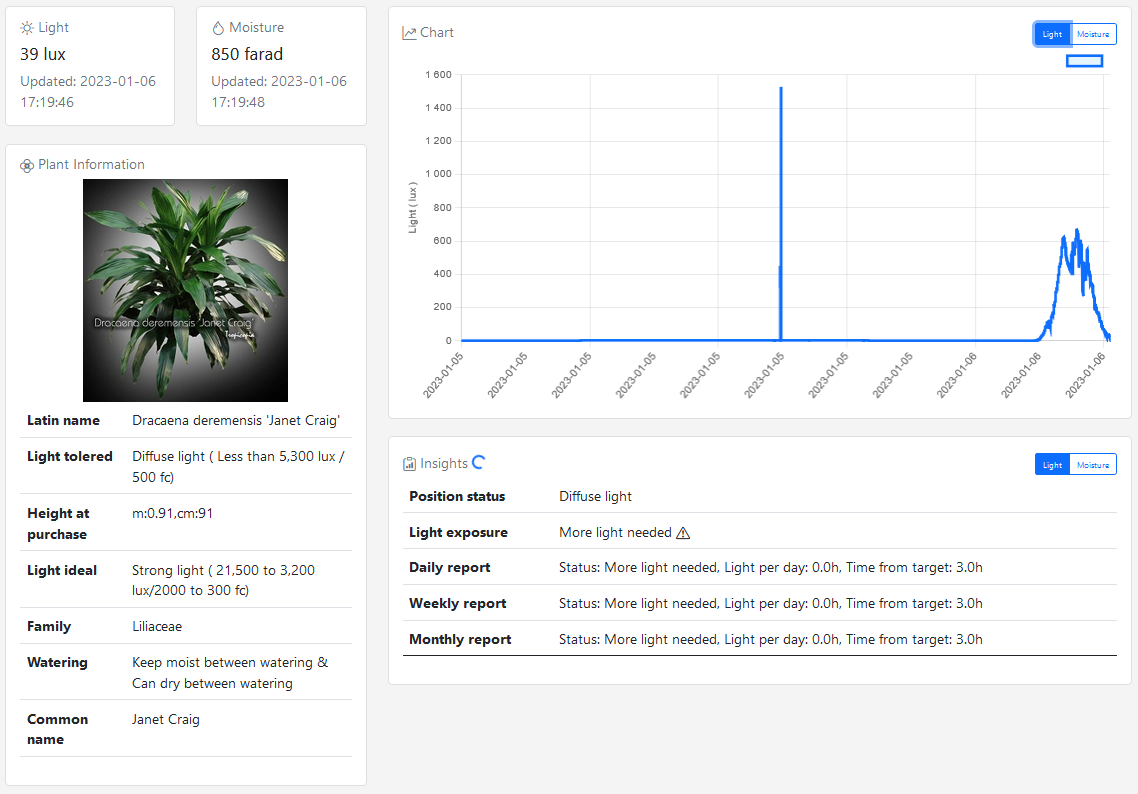 Light
39 lux
Updated: 2023-01-06
17:19:46
Moisture
850 farad
Updated: 2023-01-06
17:19:48
Plant Information
Dracaena deremensis 'Janet Craig'
Tropicopia
Latin name
Dracaena deremensis 'Janet Craig'
Light tolered
Diffuse light ( Less than 5,300 lux /
500 fc)
Height at
purchase
m:0.91,cm:91
Light ideal
Strong light ( 21,500 to 3,200
lux/2000 to 300 fc)
Family
Liliaceae
Watering
Keep moist between watering &
Can dry between watering
Common
name
Janet Craig
Chart
Light
Moisture
1 600
1 400
1 200
1 000
800
600
400
200
0
Light ( lux )
2023-01-05
2023-01-05
2023-01-05
2023-01-05
2023-01-05
2023-01-05
2023-01-05
2023-01-05
2023-01-06
2023-01-06
2023-01-06
Insights
Light
Moisture
Position status
Diffuse light
Light exposure
More light needed
Daily report
Status: More light needed, Light per day: 0.0h, Time from target: 3.0h
Weekly report
Status: More light needed, Light per day: 0.0h, Time from target: 3.0h
Monthly report
Status: More light needed, Light per day: 0.0h, Time from target: 3.0h